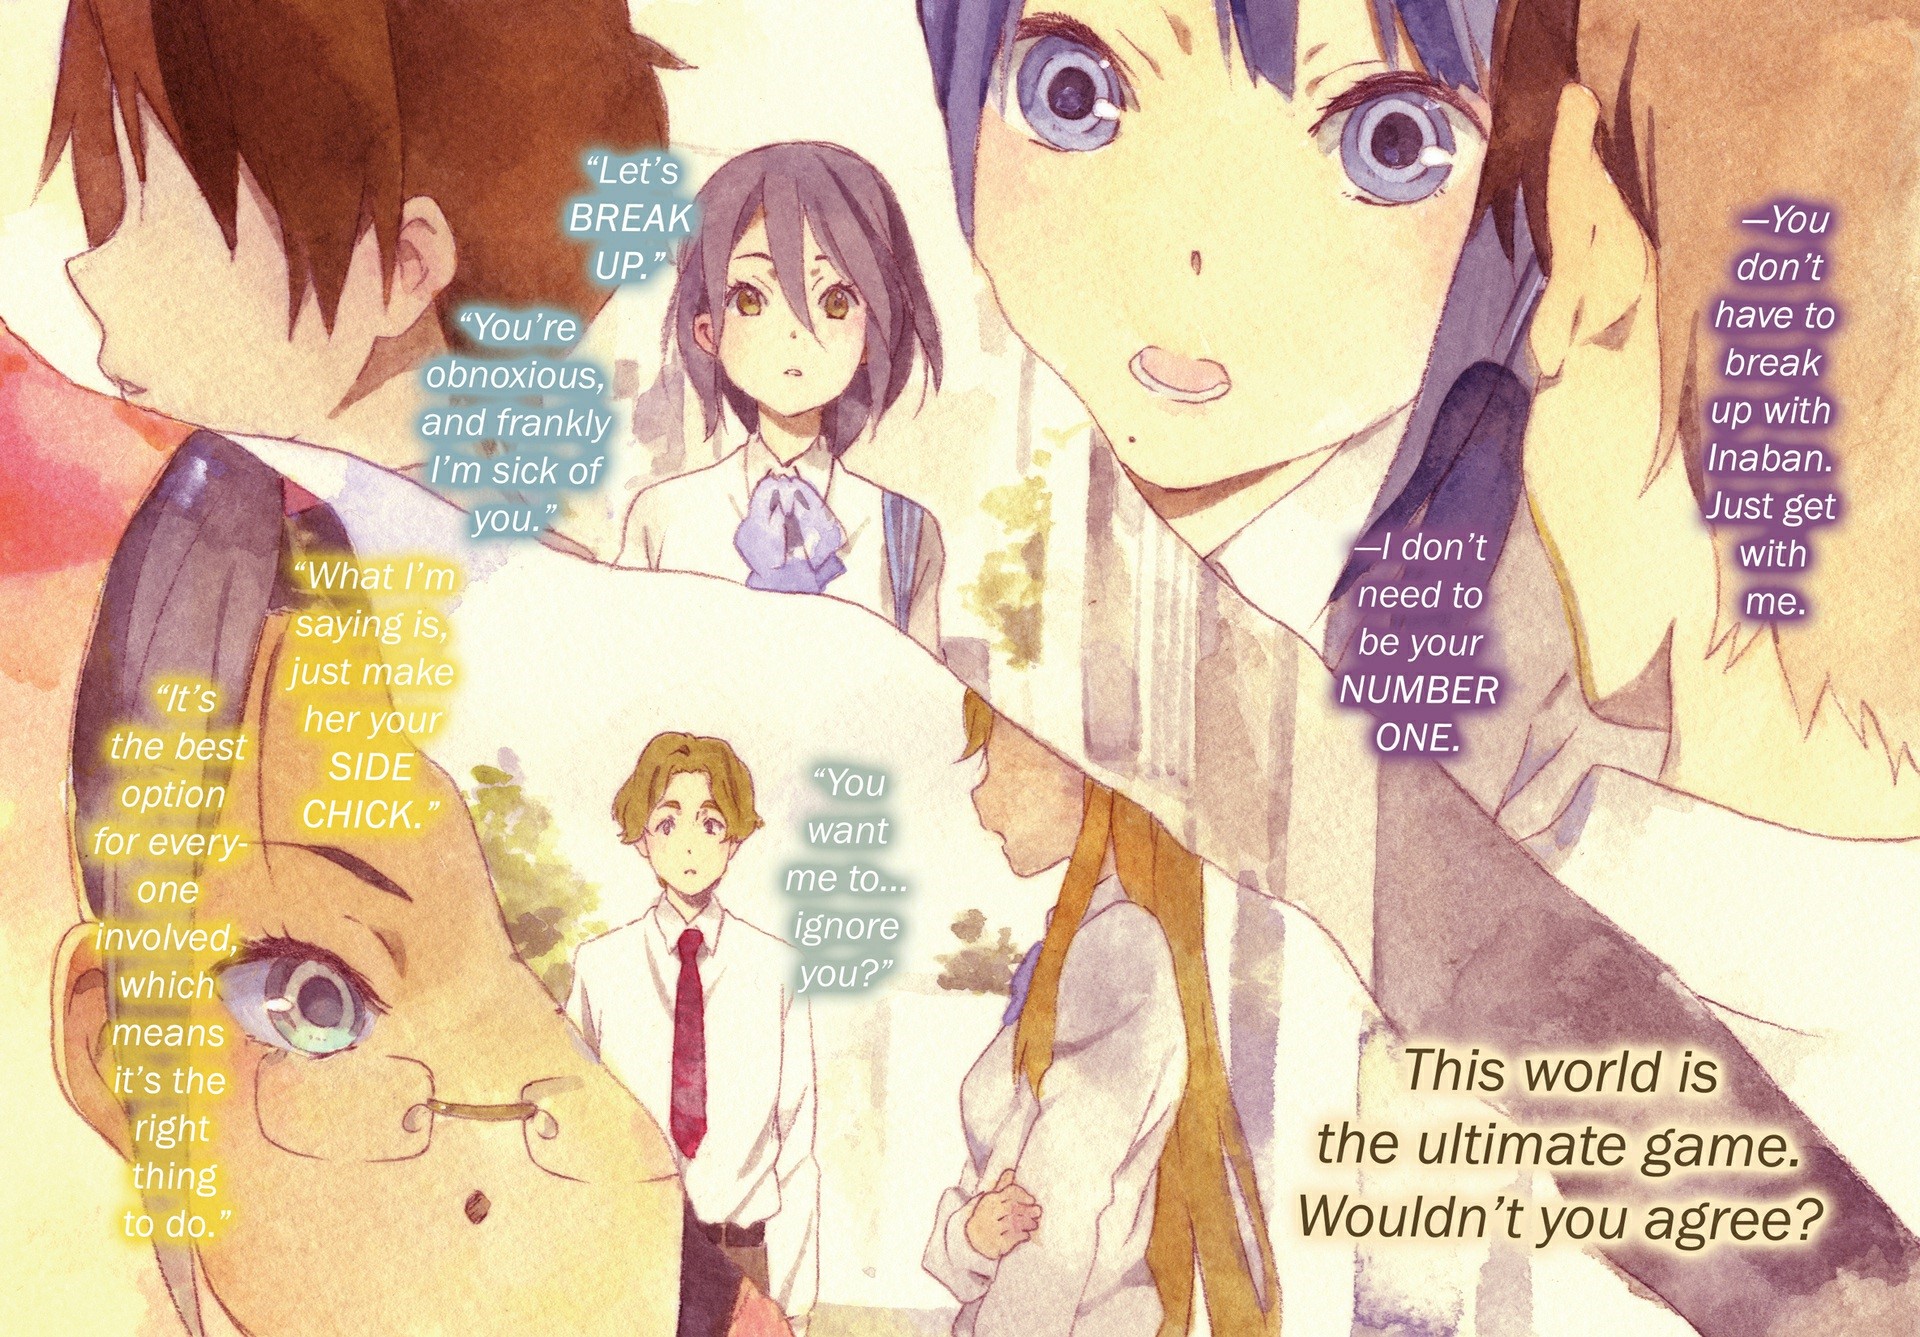 “Let’s
BREAK
UP.”
“You’re
obnoxious,
and frankly
I’m sick of
you.”
“What I’m
saying is,
just make
her your
SIDE
CHICK.”
“It’s
the best
option
for every-
one
involved,
which
means
it’s the
right
thing
to do.”
“You
want
me to...
ignore
you?”
—You
don’t
have to
break
up with
Inaban.
Just get
with
me.
—I don’t
need to
be your
NUMBER
ONE.
This world is
the ultimate game.
Wouldn’t you agree?